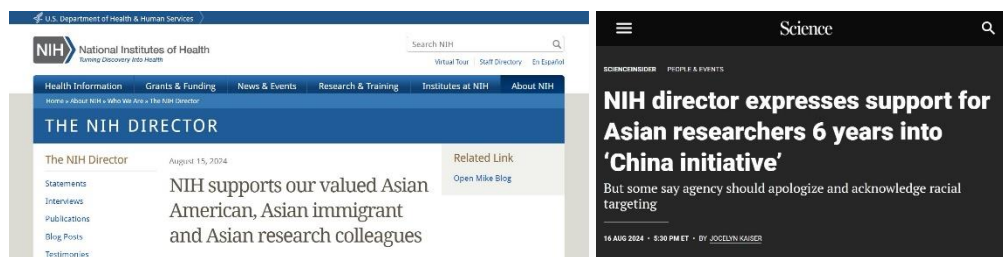 U.S. Department of Health & Human Services
NIH
National Institutes of Health
Turning Discovery Into Health
Search NIH
Virtual Tour | Staff Directory En Español
Health Information Grants & Funding News & Events Research & Training Institutes at NIH About NIH
Home » About NIH » Who We Are » The NIH Director
THE NIH DIRECTOR
The NIH Director
Statements
Interviews
Publications
Blog Posts
Testimonies
August 15, 2024
NIH supports our valued Asian
American, Asian immigrant
and Asian research colleagues
Related Link
Open Mike Blog
Science
SCIENCEINSIDER PEOPLE & EVENTS
NIH director expresses support for
Asian researchers 6 years into
‘China initiative’
But some say agency should apologize and acknowledge racial
targeting
16 AUG 2024 • 5:30 PM ET • BY JOCELYN KAISER